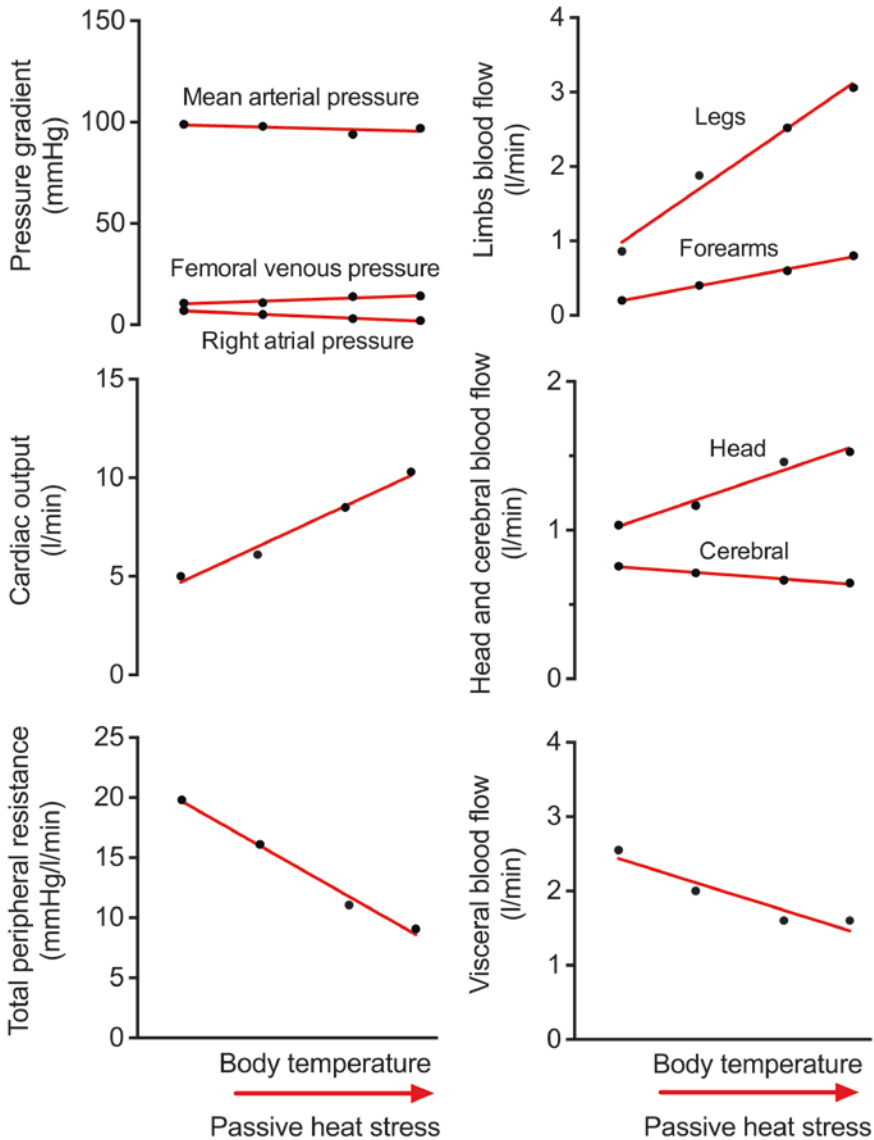 Pressure gradient
(mmHg)
150
100
50
0
Mean arterial pressure
Femoral venous pressure
Right atrial pressure
Limbs blood flow
(l/min)
4
3
2
1
0
Legs
Forearms
Cardiac output
(l/min)
15
10
5
0
Head and cerebral blood flow
(l/min)
2
1
0
Head
Cerebral
Total peripheral resistance
(mmHg/l/min)
25
20
15
10
5
0
Body temperature
Passive heat stress
Visceral blood flow
(l/min)
4
3
2
1
0
Body temperature
Passive heat stress